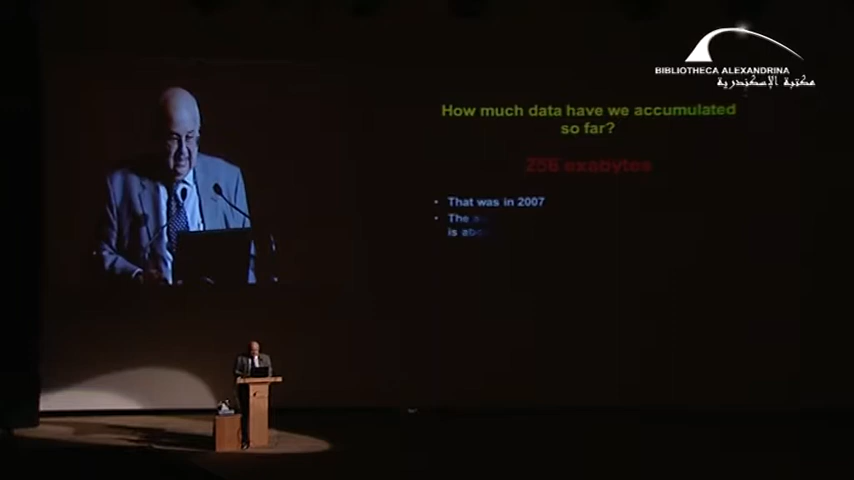 BIBLIOTHECA ALEXANDRINA
مكتبة الإسكندرية
How much data have we accumulated
so far?
256 exabytes
• That was in 2007
• The
is